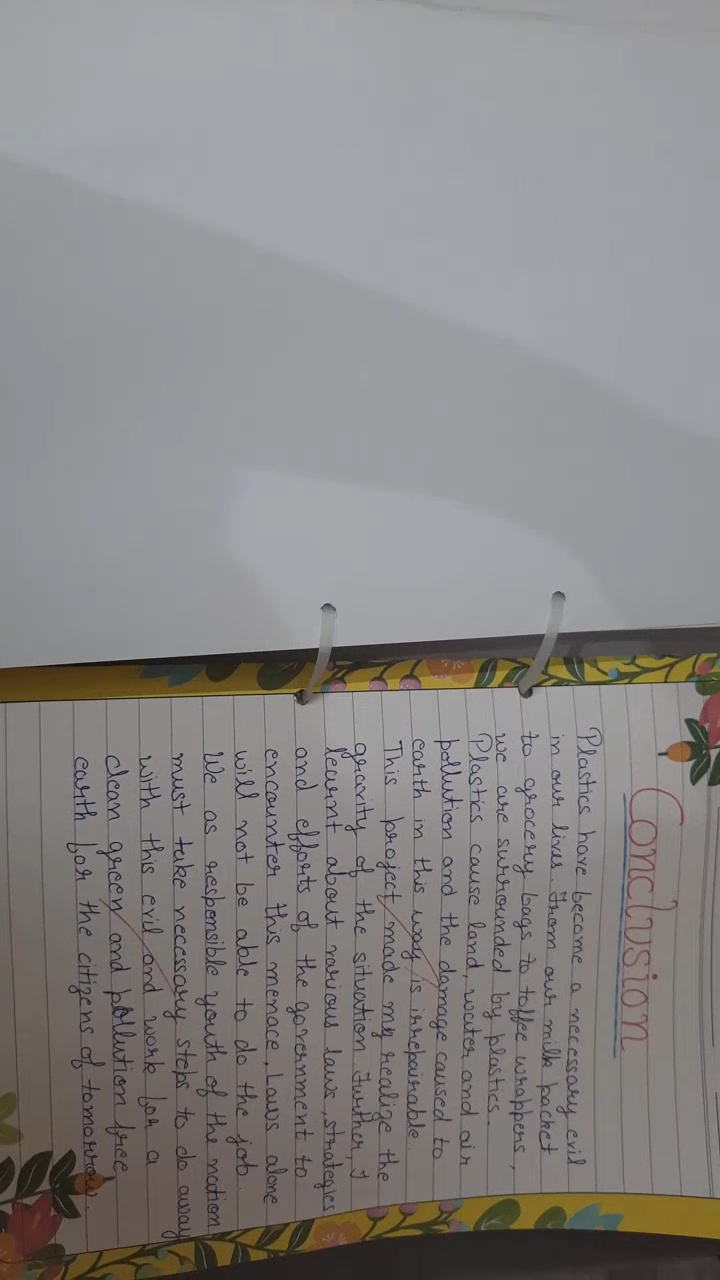 Conclusion
Plastics have become a necessary evil
in our lives. From our milk packet
to grocery bags to toffee wrappers,
we are surrounded by plastics.
Plastics cause land, water and air
pollution and the damage caused to
earth in this way is irrepairable.
This project made my realize the
gravity of the situation. Further, I
learnt about various laws, strategies
and efforts of the government to
encounter this menace. Laws alone
will not be able to do the job.
We as responsible youth of the nation
must take necessary steps to do away
with this evil and work for a
clean green and pollution free
earth for the citizens of tomorrow.